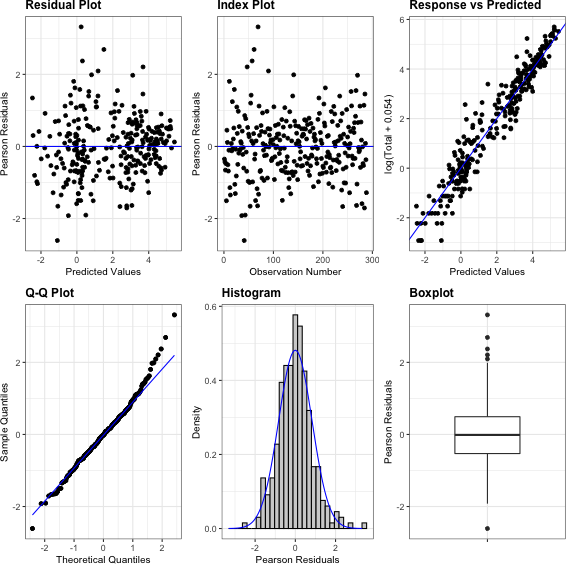 Residual Plot
Pearson Residuals
2
0
-2
-2 0 2 4
Predicted Values
Index Plot
Pearson Residuals
2
0
-2
0 100 200 300
Observation Number
Response vs Predicted
log(Total + 0.054)
6
4
2
0
-2
-2 0 2 4
Predicted Values
Q-Q Plot
Sample Quantiles
2
0
-2
-2 -1 0 1 2
Theoretical Quantiles
Histogram
Density
0.6
0.4
0.2
0.0
-2 0 2
Pearson Residuals
Boxplot
Pearson Residuals
2
0
-2